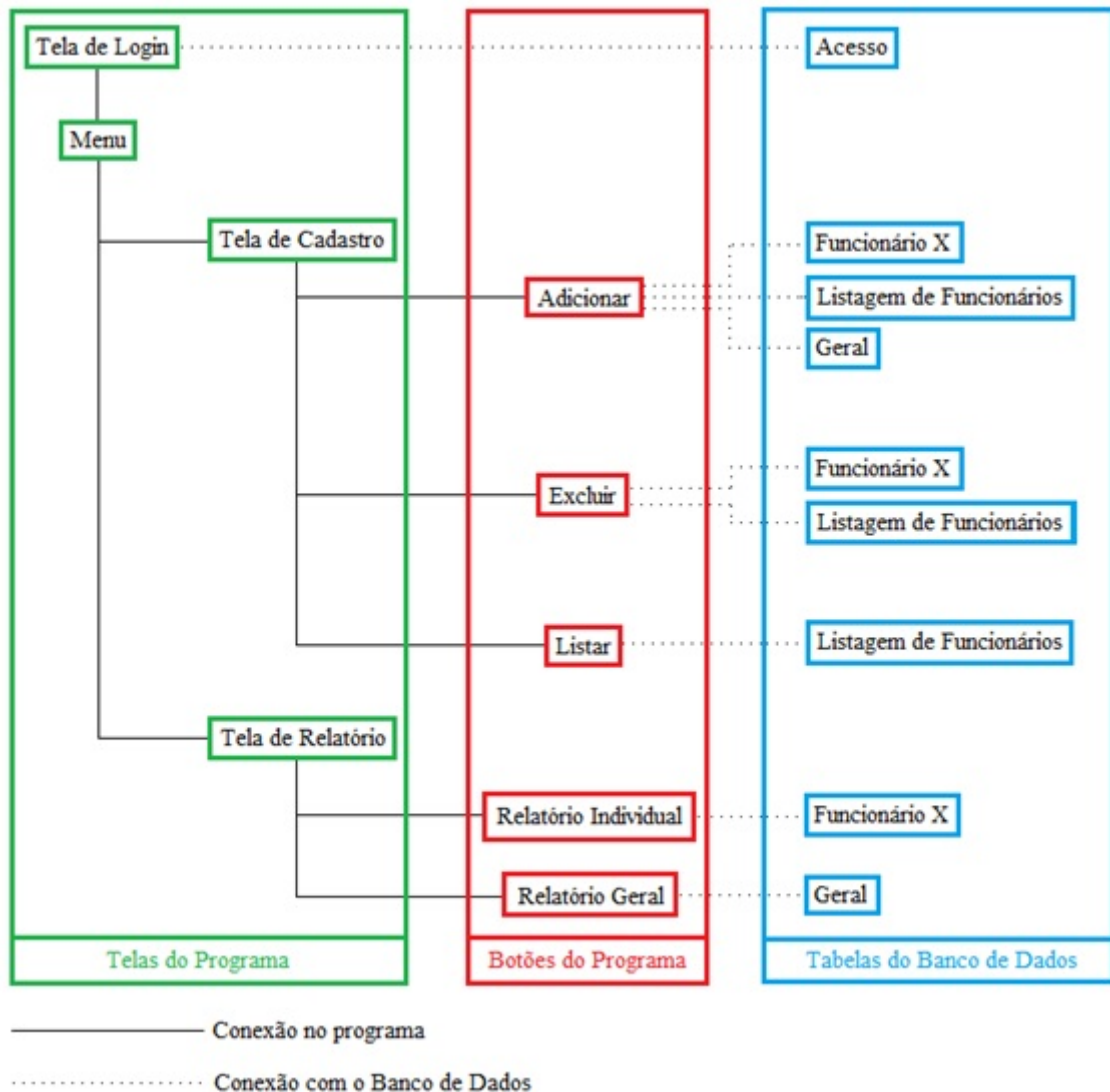 Tela de Login
Acesso
Menu
Tela de Cadastro
Funcionário X
Adicionar
Listagem de Funcionários
Geral
Funcionário X
Excluir
Listagem de Funcionários
Listar
Listagem de Funcionários
Tela de Relatório
Relatório Individual
Funcionário X
Relatório Geral
Geral
Telas do Programa
Botões do Programa
Tabelas do Banco de Dados
Conexão no programa
Conexão com o Banco de Dados